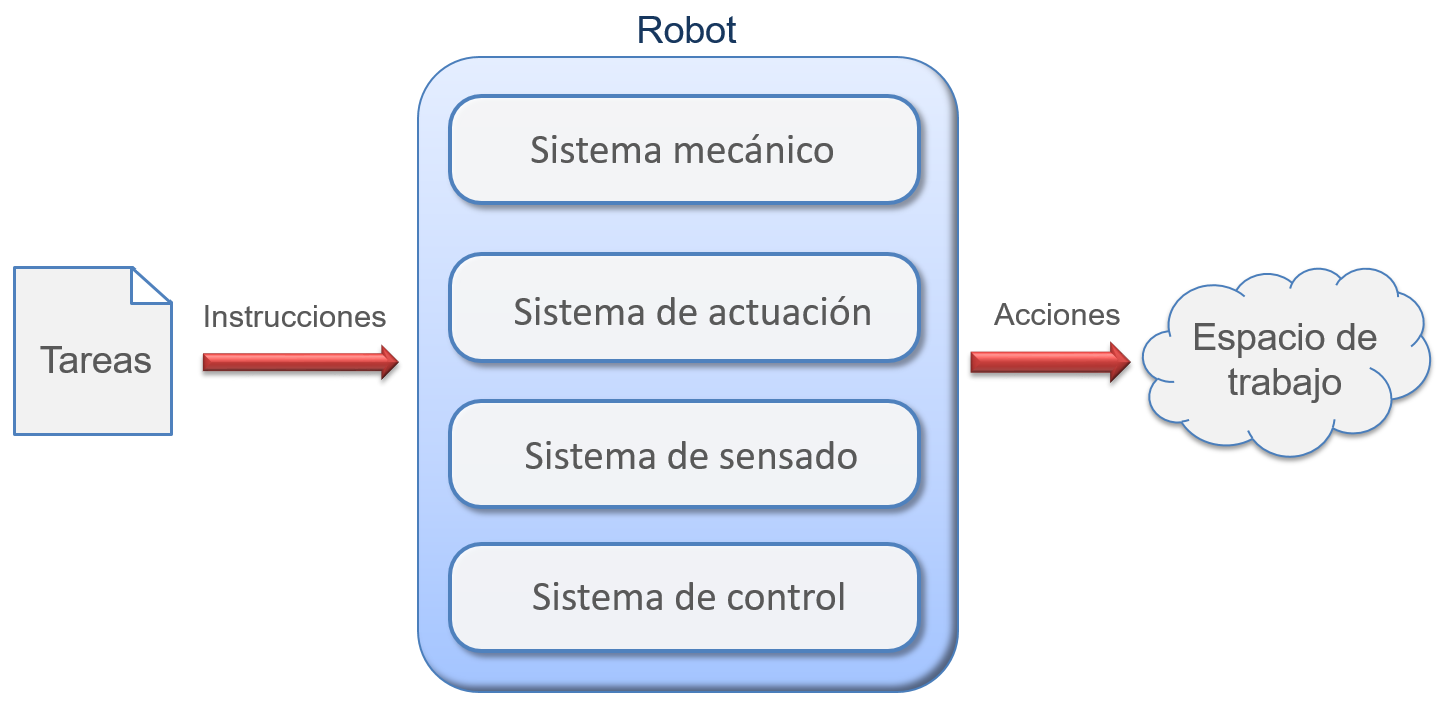 Robot
Sistema mecánico
Sistema de actuación
Sistema de sensado
Sistema de control
Tareas
Instrucciones
Acciones
Espacio de
trabajo